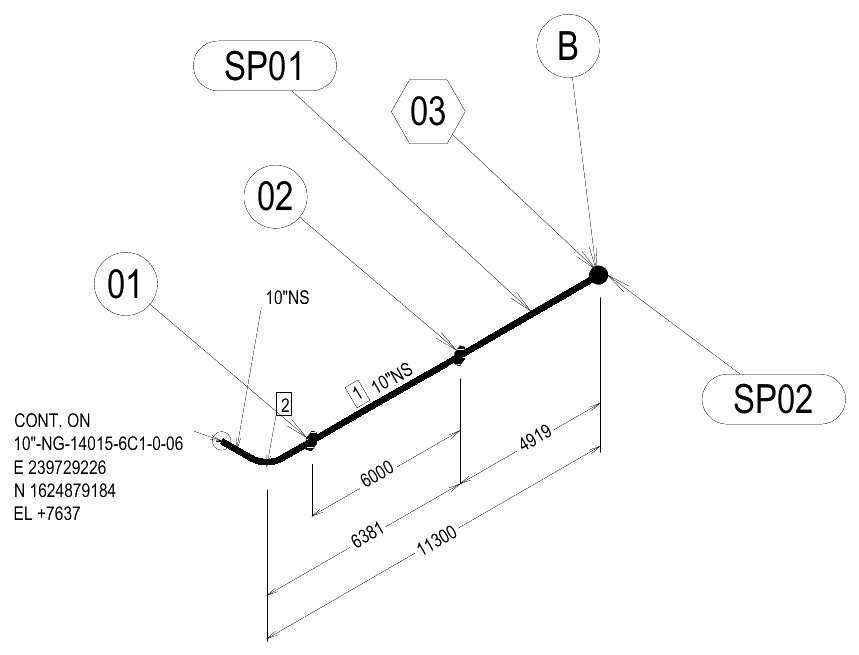 B
SP01
03
02
01
10"NS
1
10"NS
2
SP02
CONT. ON
10"-NG-14015-6C1-0-06
E 239729226
N 1624879184
EL +7637
4919
6000
6381
11300